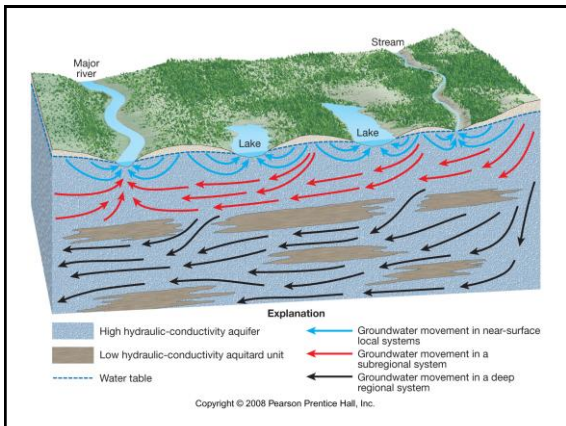 Stream
Major
river
Lake
Lake
Explanation
High hydraulic-conductivity aquifer
Low hydraulic-conductivity aquitard unit
Water table
Groundwater movement in near-surface
local systems
Groundwater movement in a
subregional system
Groundwater movement in a deep
regional system
Copyright © 2008 Pearson Prentice Hall, Inc.